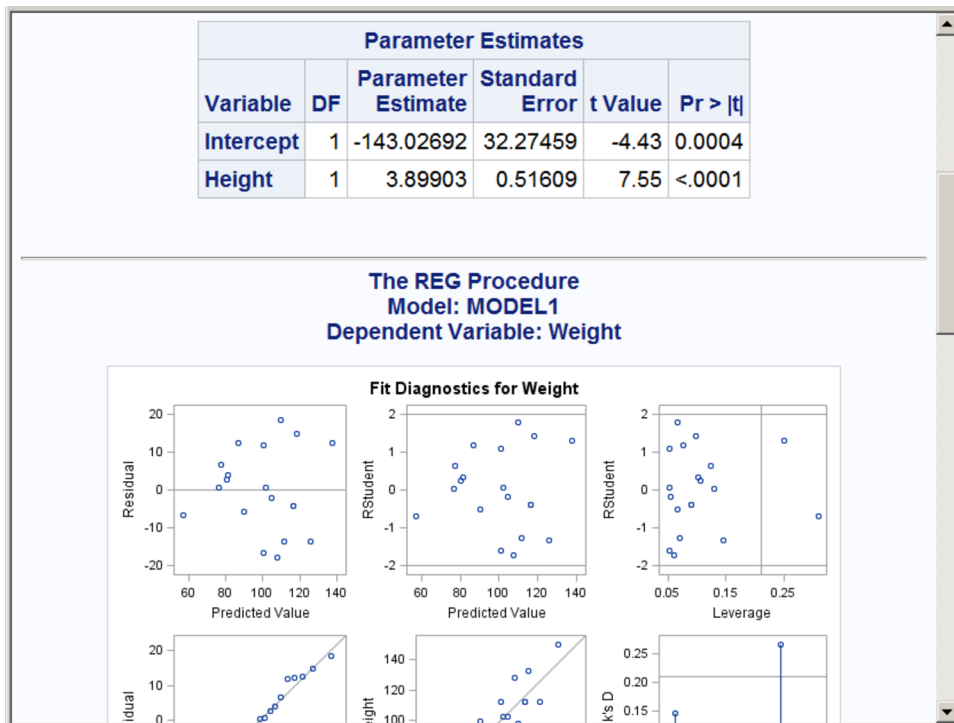 Parameter Estimates
Variable DF Parameter Estimate Standard Error t Value Pr > |t|
Intercept 1 -143.02692 32.27459 -4.43 0.0004
Height 1 3.89903 0.51609 7.55 <.0001
The REG Procedure
Model: MODEL1
Dependent Variable: Weight
Fit Diagnostics for Weight
Residual
20
10
0
-10
-20
60 80 100 120 140
Predicted Value
RStudent
2
1
0
-1
-2
60 80 100 120 140
Predicted Value
RStudent
2
1
0
-1
-2
0.05 0.15 0.25
Leverage
20
10
0
140
120
100
0.25
0.20
0.15